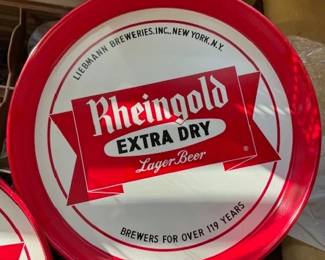 LIEBMANN BREWERIES.INC., NEW YORK, N.Y.
Rheingold
EXTRA DRY
Lager Beer
®
BREWERS FOR OVER 119 YEARS